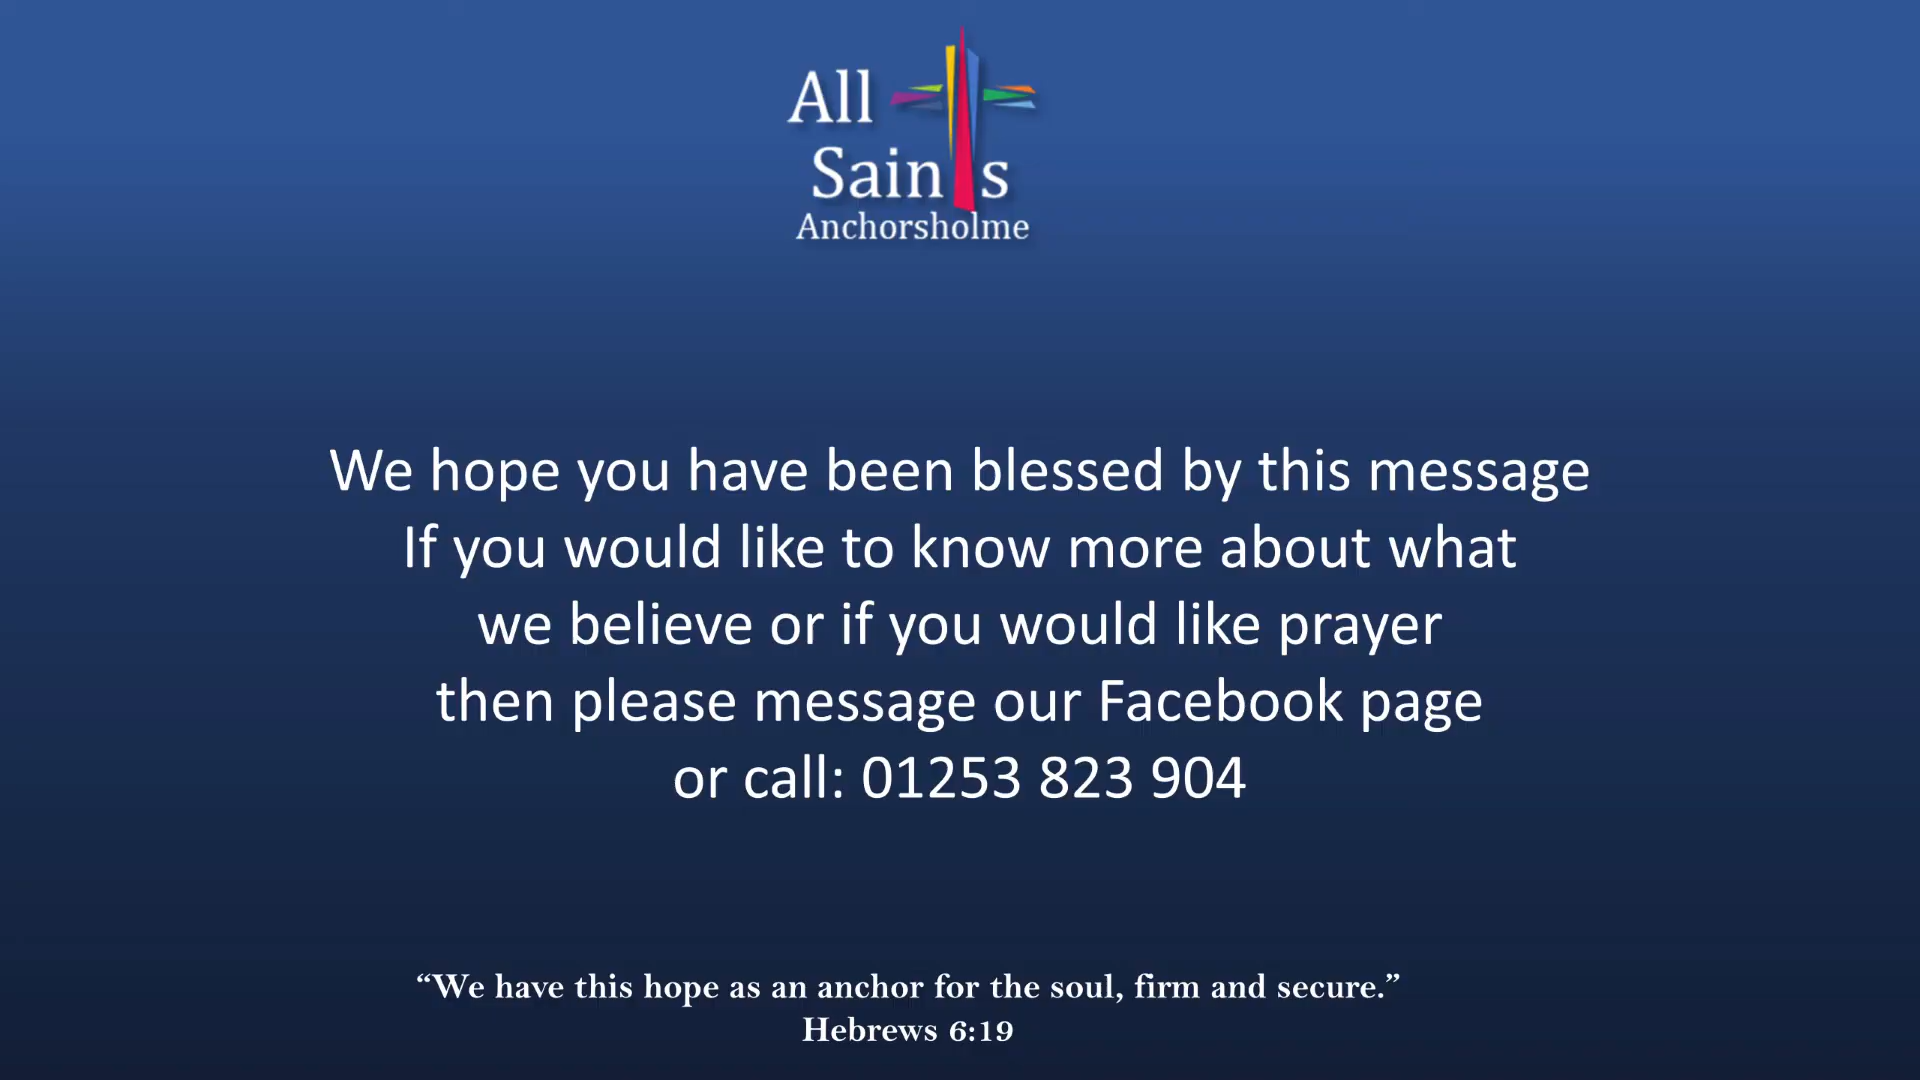 All
Saints
Anchorsholme
We hope you have been blessed by this message
If you would like to know more about what
we believe or if you would like prayer
then please message our Facebook page
or call: 01253 823 904
“We have this hope as an anchor for the soul, firm and secure.”
Hebrews 6:19